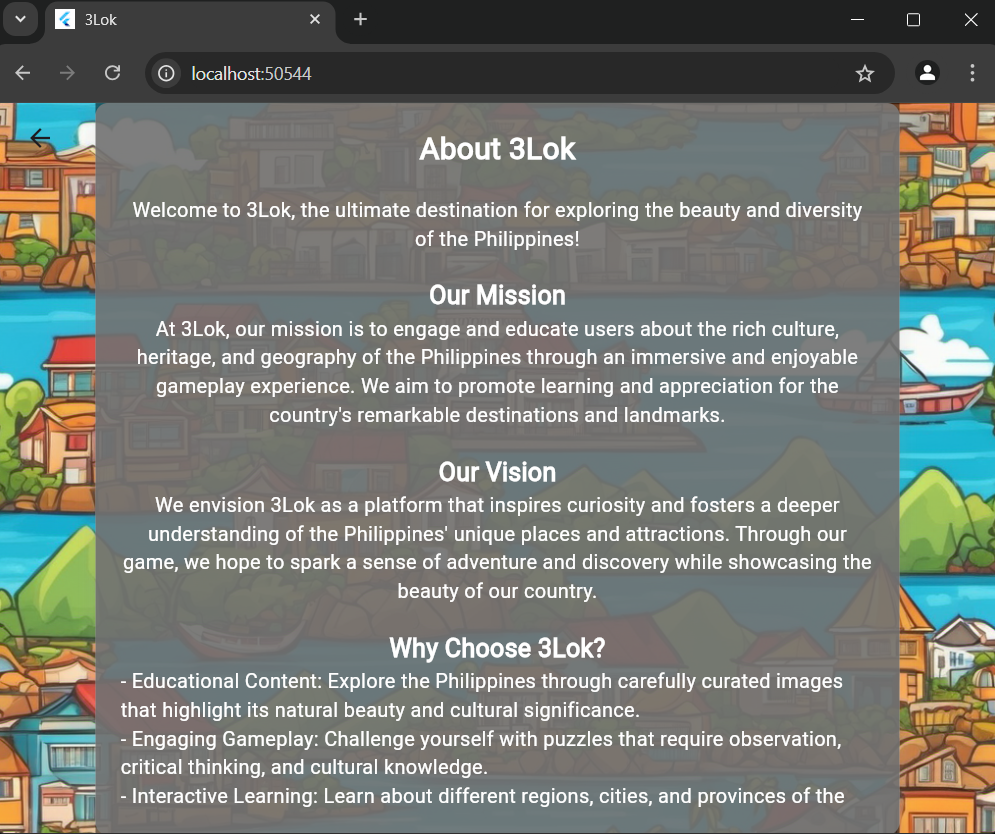 3Lok
localhost:50544
About 3Lok
Welcome to 3Lok, the ultimate destination for exploring the beauty and diversity
of the Philippines!
Our Mission
At 3Lok, our mission is to engage and educate users about the rich culture,
heritage, and geography of the Philippines through an immersive and enjoyable
gameplay experience. We aim to promote learning and appreciation for the
country's remarkable destinations and landmarks.
Our Vision
We envision 3Lok as a platform that inspires curiosity and fosters a deeper
understanding of the Philippines' unique places and attractions. Through our
game, we hope to spark a sense of adventure and discovery while showcasing the
beauty of our country.
Why Choose 3Lok?
- Educational Content: Explore the Philippines through carefully curated images
that highlight its natural beauty and cultural significance.
- Engaging Gameplay: Challenge yourself with puzzles that require observation,
critical thinking, and cultural knowledge.
- Interactive Learning: Learn about different regions, cities, and provinces of the